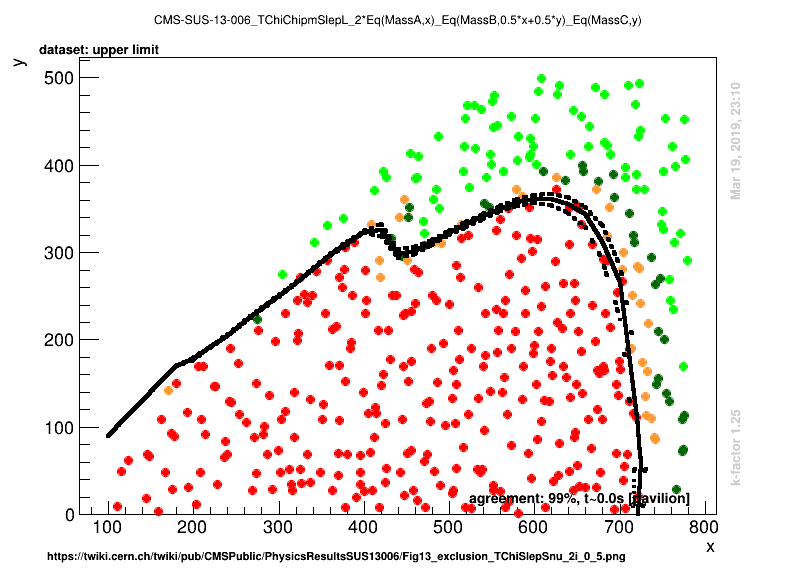 CMS-SUS-13-006_TChiChipmSlepL_2*Eq(MassA,x)_Eq(MassB,0.5*x+0.5*y)_Eq(MassC,y)
dataset: upper limit
y
500
400
300
200
100
0
100 200 300 400 500 600 700 800
x
agreement: 99%, t~0.0s [pavilion]
Mar 19, 2019, 23:10
k-factor 1.25
https://twiki.cern.ch/twiki/pub/CMSPublic/PhysicsResultsSUS13006/Fig13_exclusion_TChiSlepSnu_2i_0_5.png